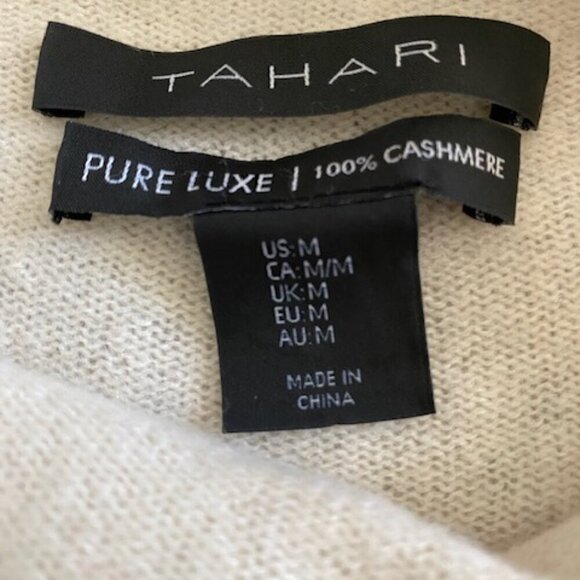 TAHARI
PURE LUXE | 100% CASHMERE
US:M
CA:M/M
UK:M
EU:M
AU:M
MADE IN
CHINA